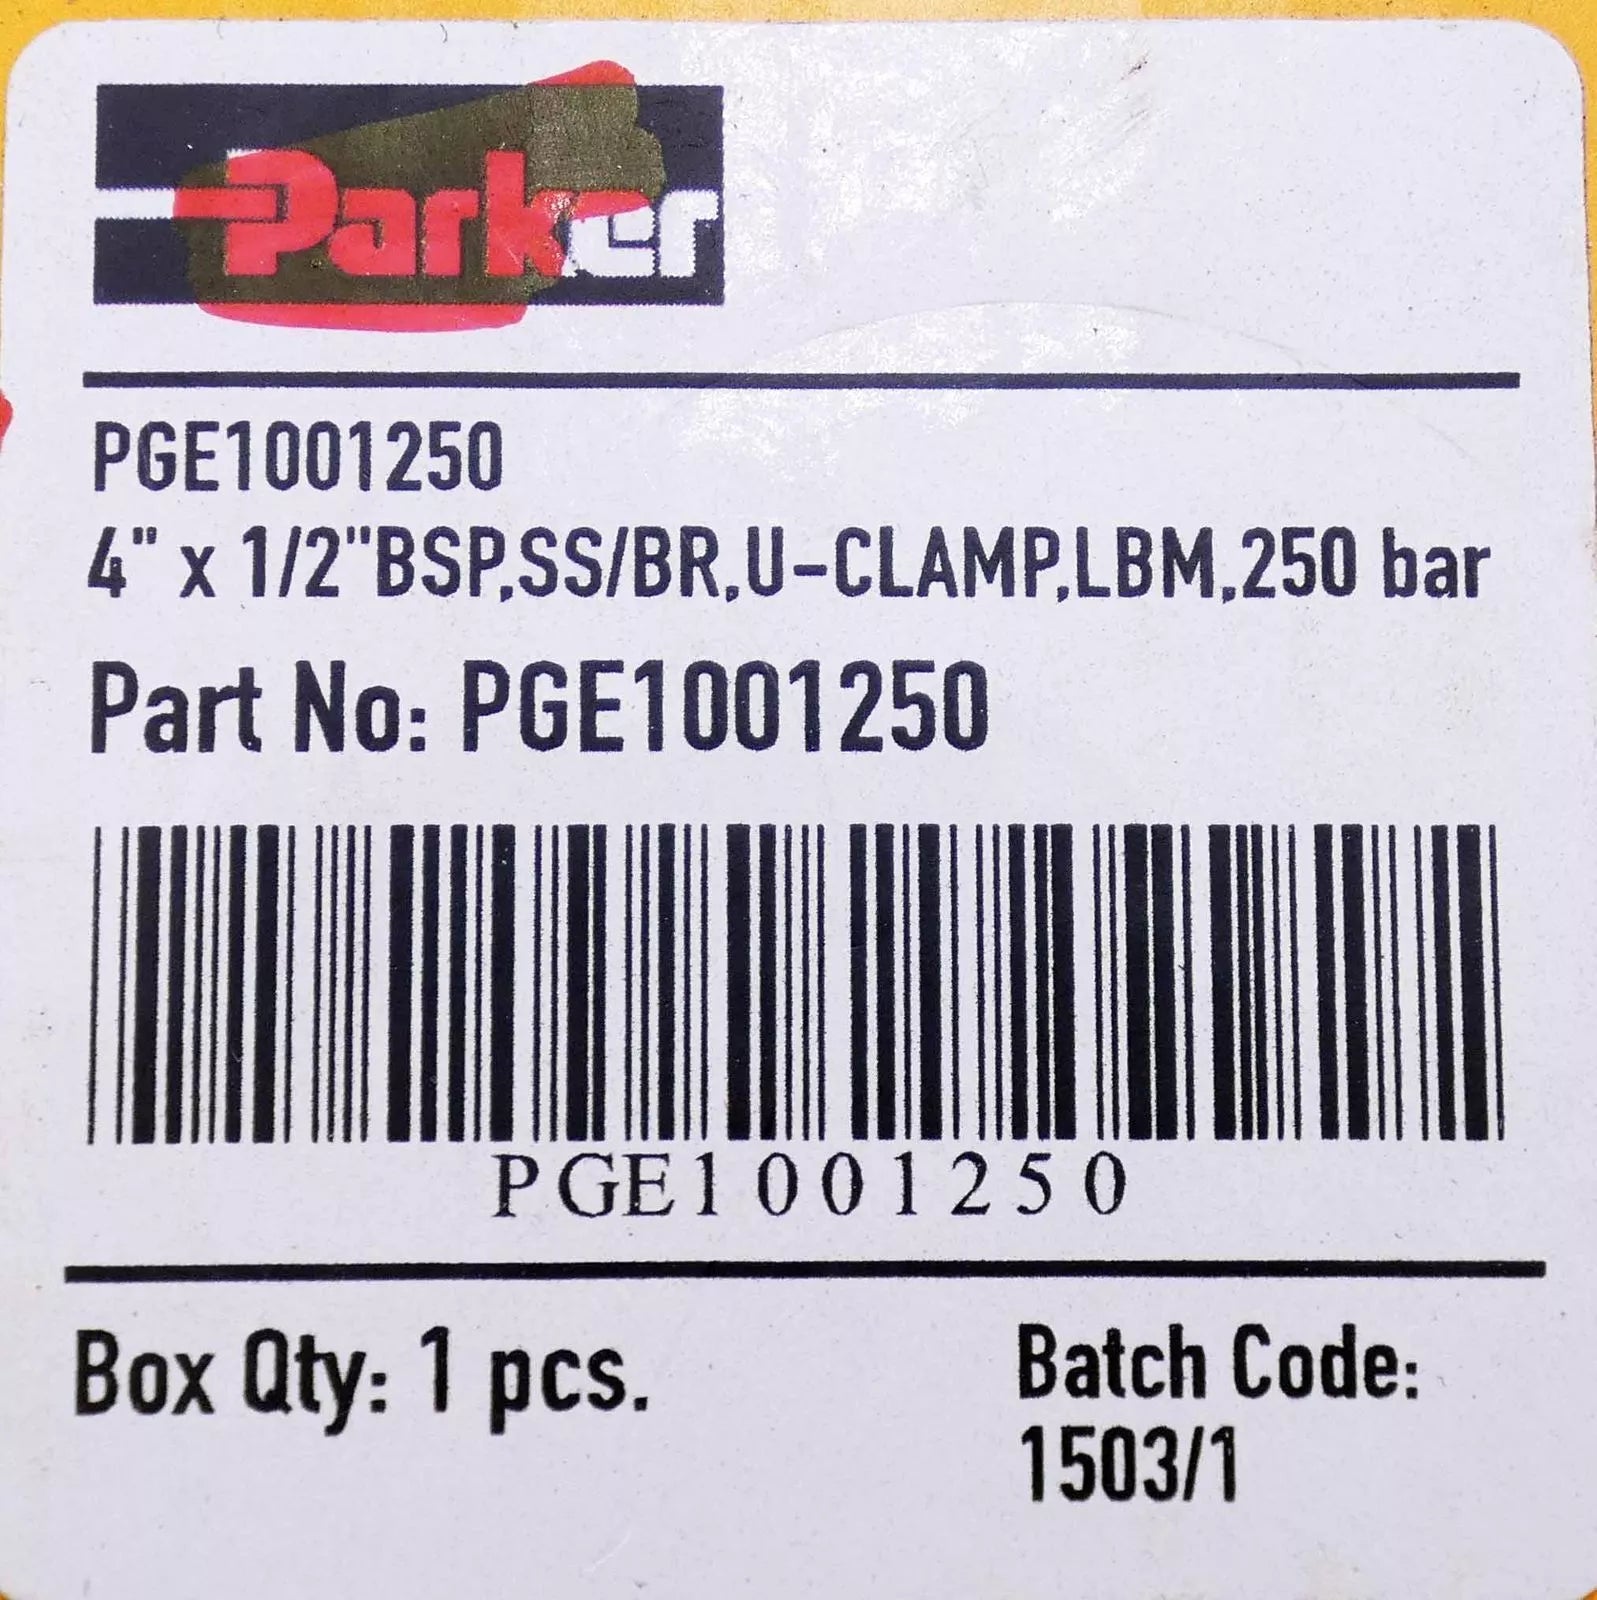 Parker
PGE1001250
4" x 1/2"BSP,SS/BR,U-CLAMP,LBM,250 bar
Part No: PGE1001250
PGE1001250
Box Qty: 1 pcs.
Batch Code:
1503/1